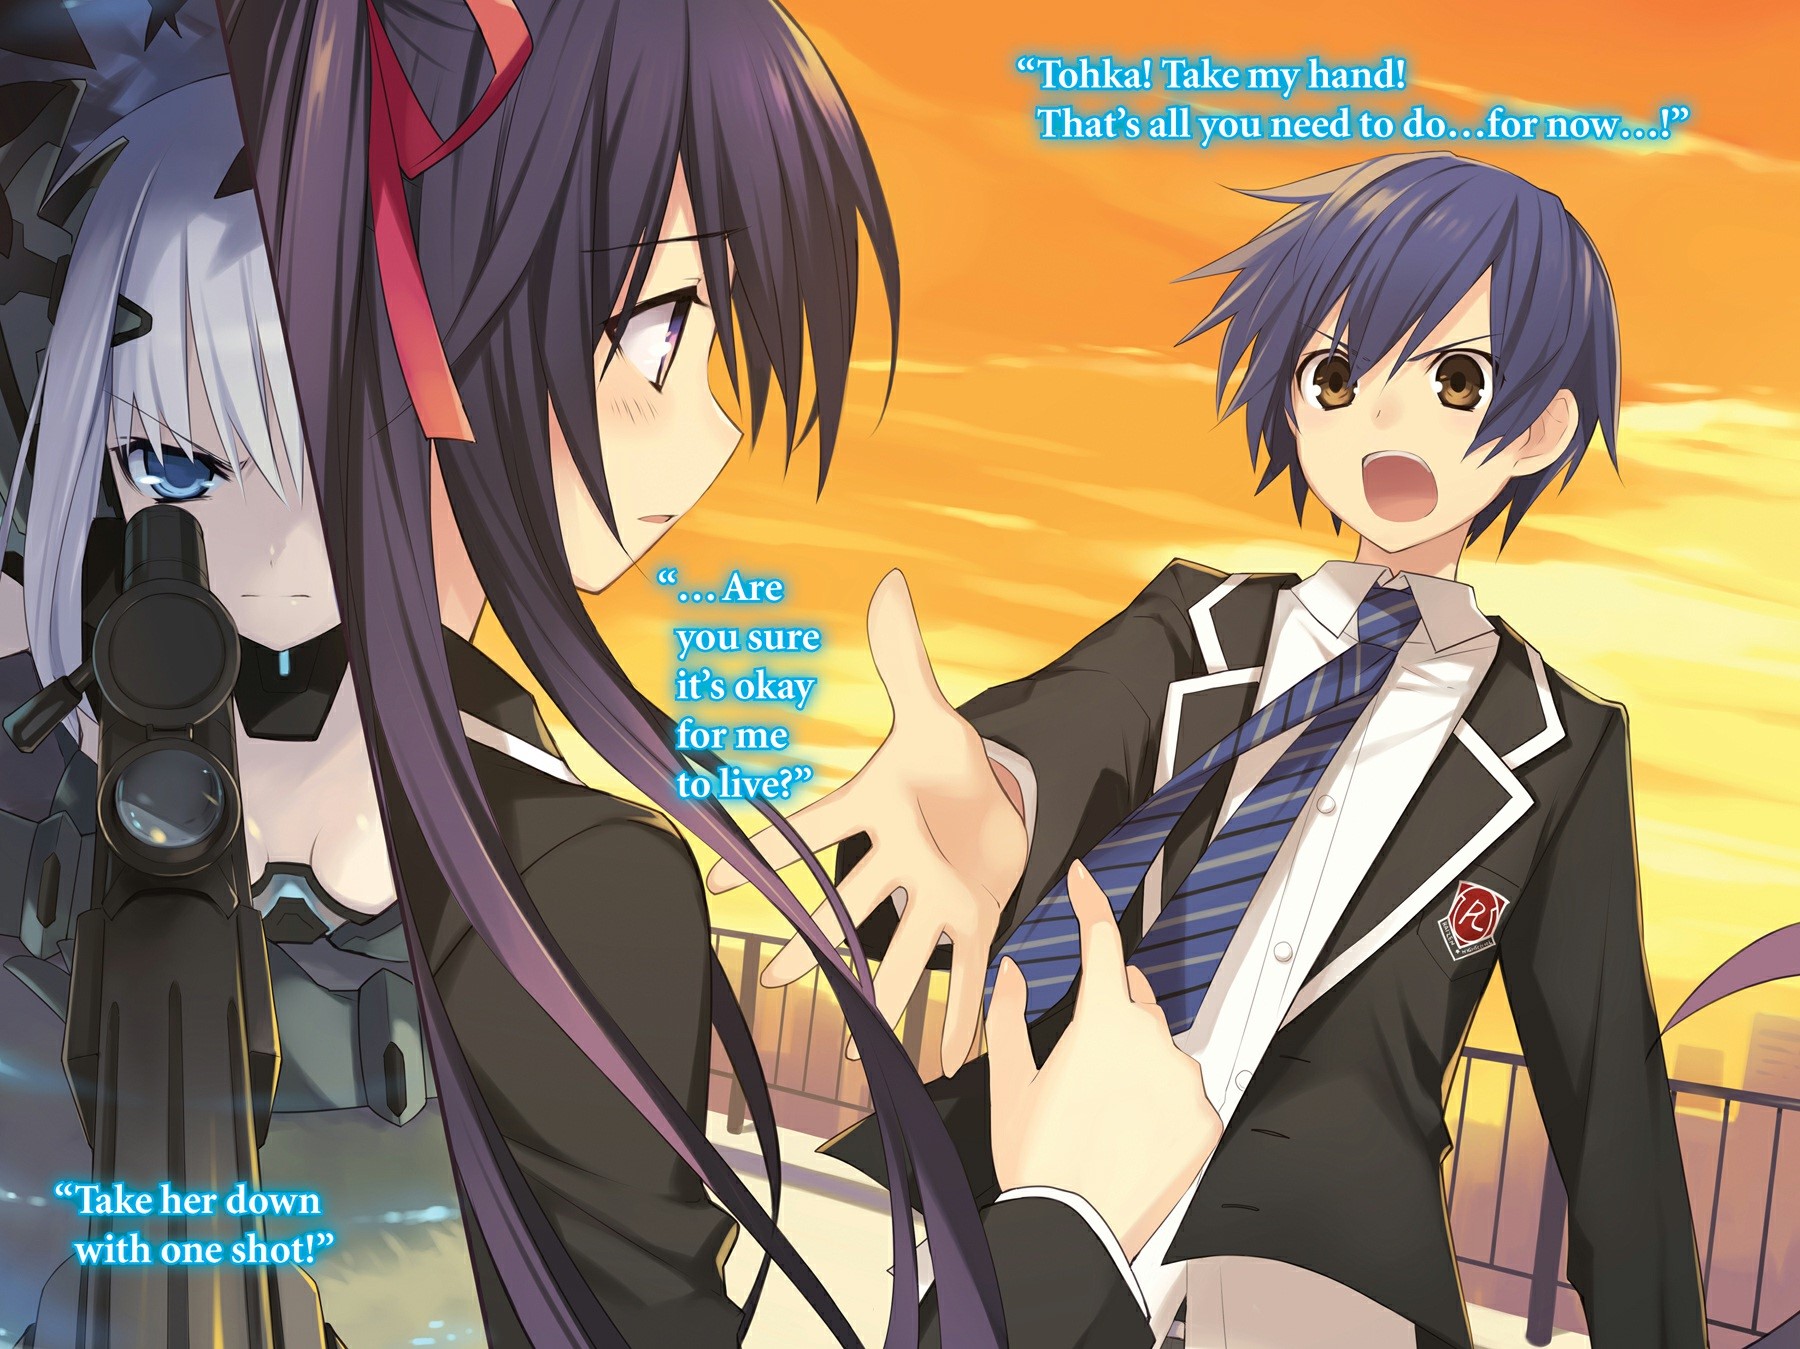 “Tohka! Take my hand!
That’s all you need to do…for now…!”
“…Are
you sure
it’s okay
for me
to live?”
“Take her down
with one shot!”